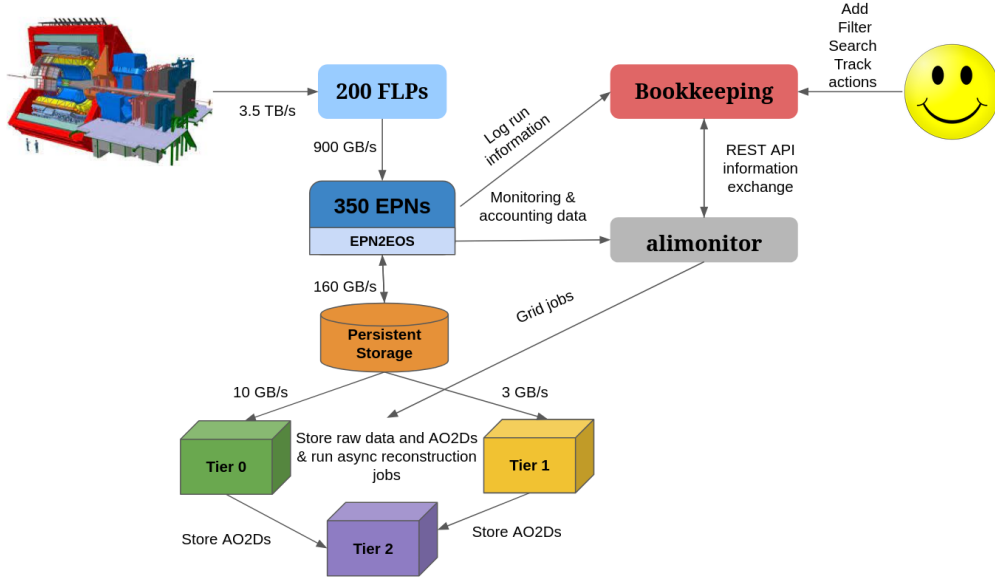 Add
Filter
Search
Track
actions
200 FLPs
Bookkeeping
3.5 TB/s
Log run
information
900 GB/s
REST API
information
exchange
350 EPNs
Monitoring &
accounting data
EPN2EOS
alimonitor
160 GB/s
Grid jobs
Persistent
Storage
10 GB/s
3 GB/s
Store raw data and AO2Ds
& run async reconstruction
jobs
Tier 0
Tier 1
Store AO2Ds
Store AO2Ds
Tier 2